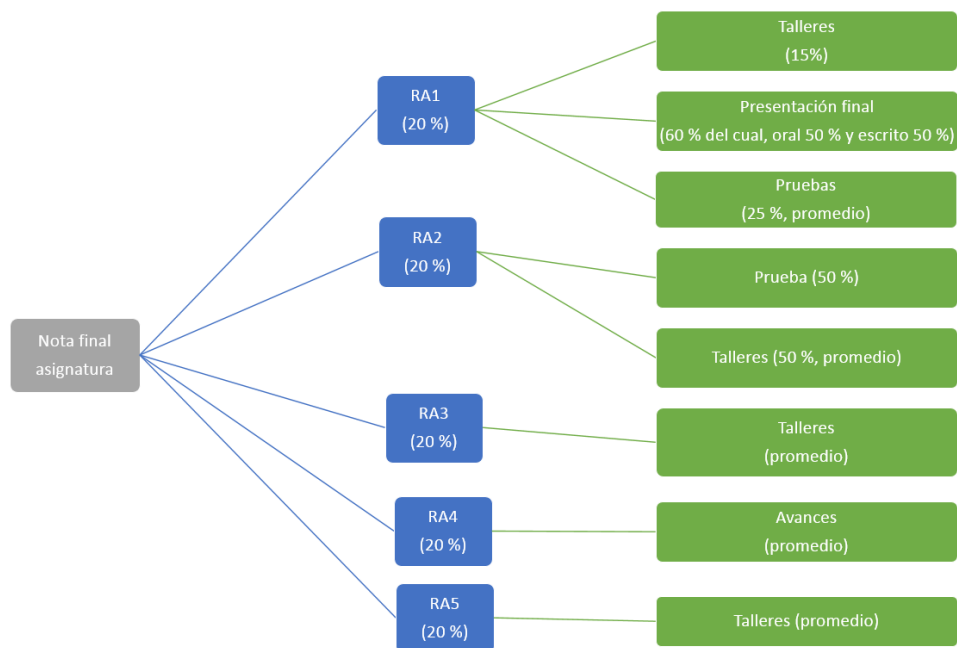 Nota final
asignatura
RA1
(20 %)
Talleres
(15%)
Presentación final
(60 % del cual, oral 50 % y escrito 50 %)
Pruebas
(25 %, promedio)
RA2
(20 %)
Prueba (50 %)
Talleres (50 %, promedio)
RA3
(20 %)
Talleres
(promedio)
RA4
(20 %)
Avances
(promedio)
RA5
(20 %)
Talleres (promedio)